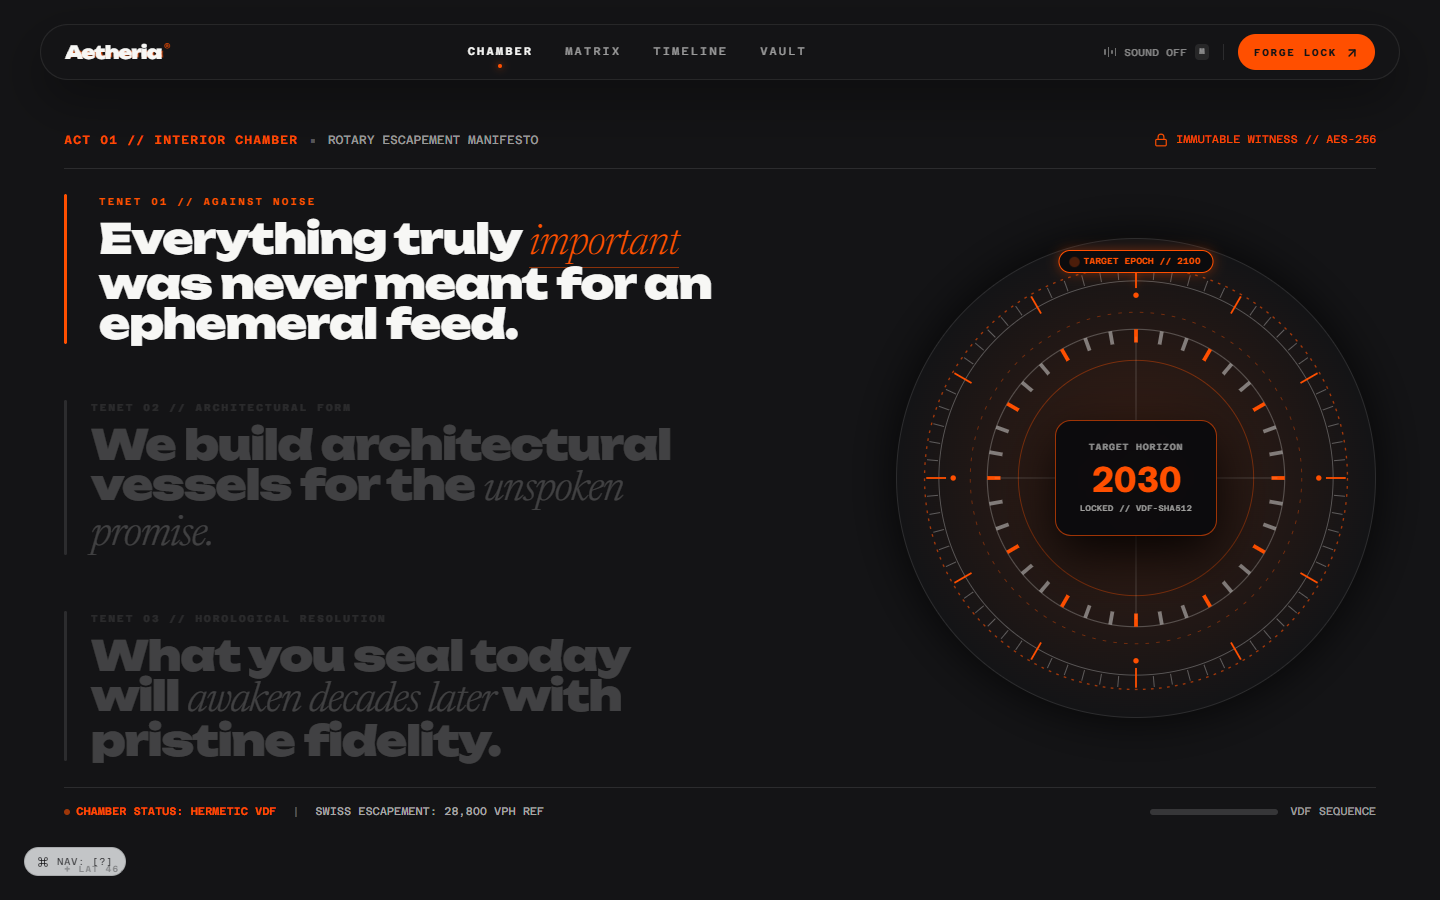 Aetheria®
CHAMBER
MATRIX
TIMELINE
VAULT
SOUND OFF
FORGE LOCK
ACT 01 // INTERIOR CHAMBER
ROTARY ESCAPEMENT MANIFESTO
IMMUTABLE WITNESS // AES-256
TENET 01 // AGAINST NOISE
Everything truly important
was never meant for an
ephemeral feed.
TENET 02 // ARCHITECTURAL FORM
We build architectural
vessels for the unspoken
promise.
TENET 03 // HOROLOGICAL RESOLUTION
What you seal today
will awaken decades later with
pristine fidelity.
TARGET EPOCH // 2100
TARGET HORIZON
2030
LOCKED // VDF-SHA512
CHAMBER STATUS: HERMETIC VDF
|
SWISS ESCAPEMENT: 28,800 VPH REF
VDF SEQUENCE
⌘ NAV: [?]
+ LAT 46